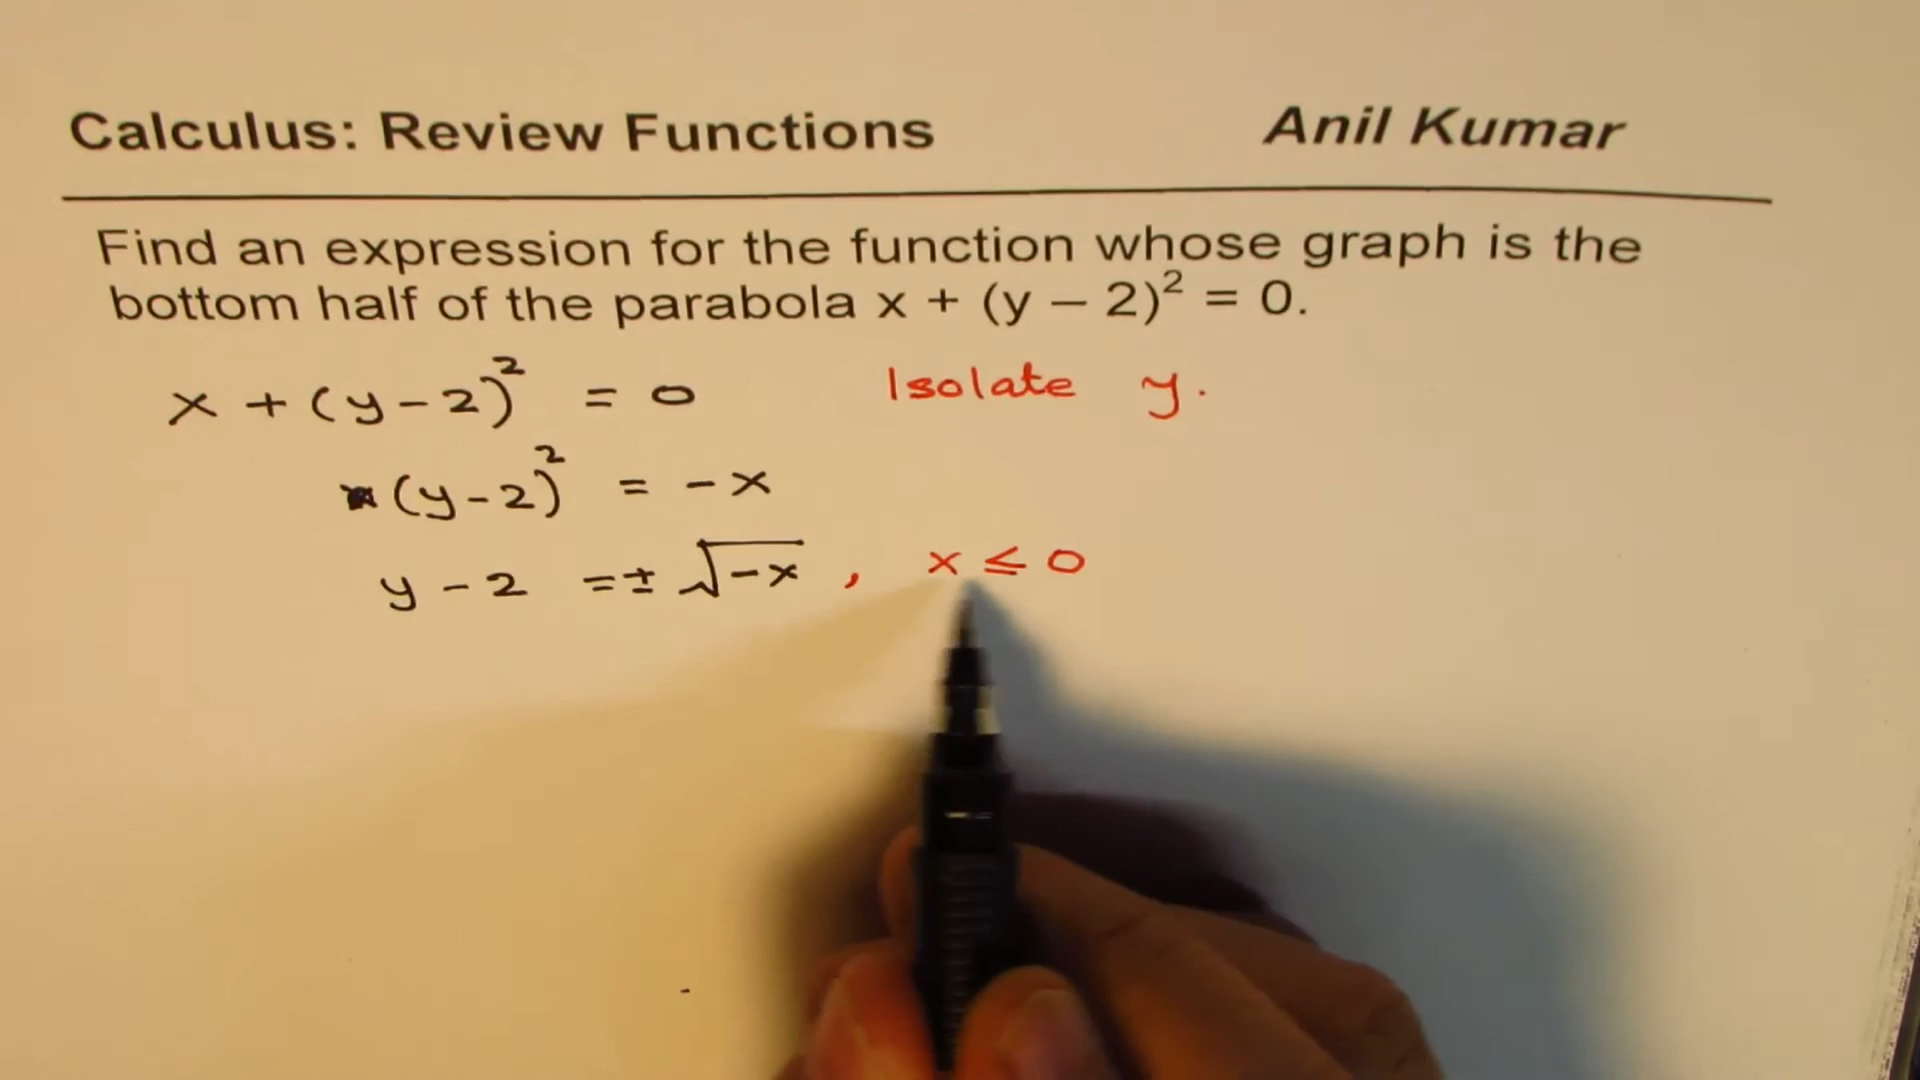 Calculus: Review Functions Anil Kumar
Find an expression for the function whose graph is the
bottom half of the parabola x + (y – 2)² = 0.
x + (y-2)² = 0 Isolate y.
(y-2)² = -x
y - 2 = ± √-x , x ≤ 0